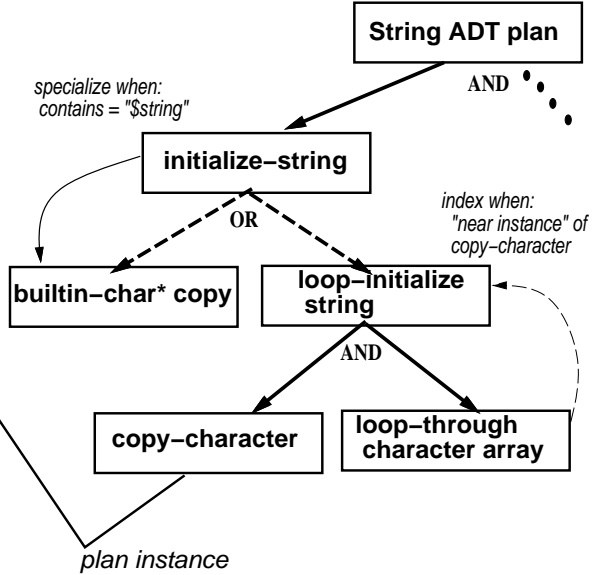 String ADT plan
AND
specialize when:
contains = "$string"
initialize−string
OR
index when:
"near instance" of
copy−character
builtin−char* copy
loop−initialize
string
AND
copy−character
loop−through
character array
plan instance